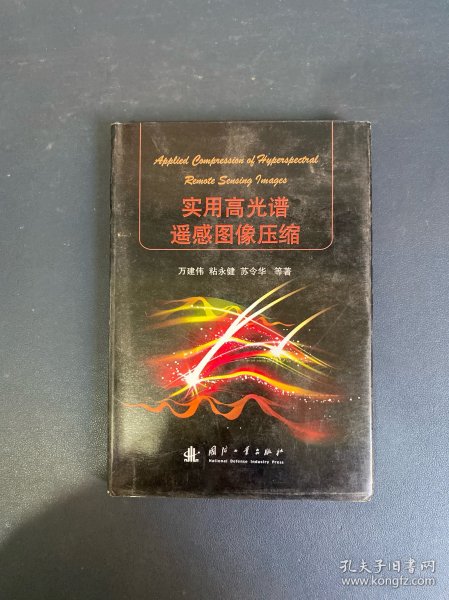 Applied Compression of Hyperspectral
Remote Sensing Images
实用高光谱
遥感图像压缩
万建伟 粘永健 苏令华 等著
国防工业出版社
National Defense Industry Press
孔夫子旧书网
www.kongfz.com